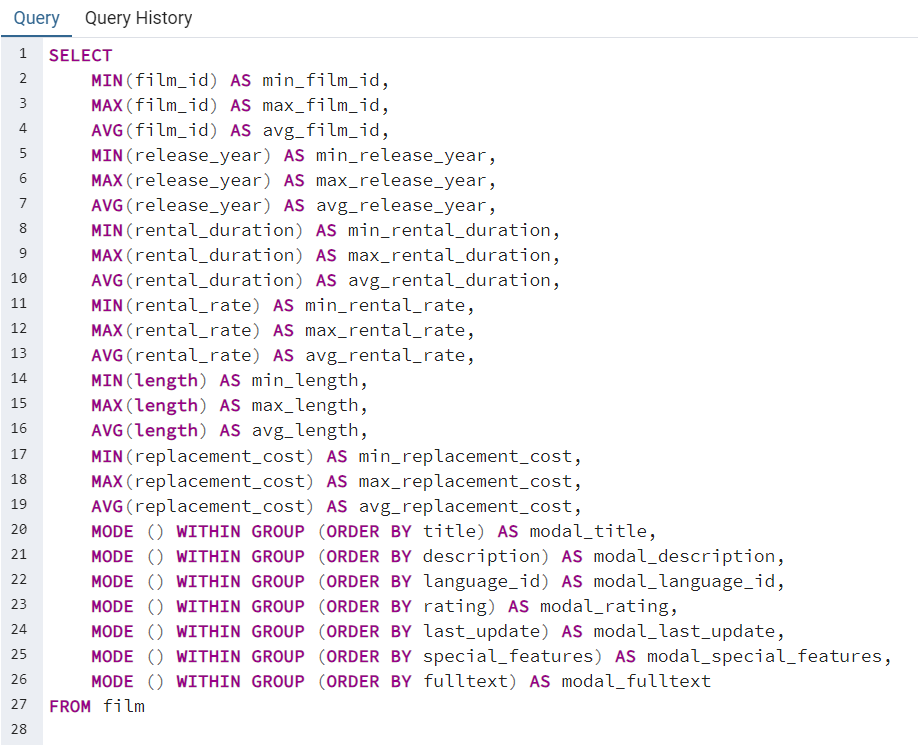 Query Query History
1 SELECT
2 MIN(film_id) AS min_film_id,
3 MAX(film_id) AS max_film_id,
4 AVG(film_id) AS avg_film_id,
5 MIN(release_year) AS min_release_year,
6 MAX(release_year) AS max_release_year,
7 AVG(release_year) AS avg_release_year,
8 MIN(rental_duration) AS min_rental_duration,
9 MAX(rental_duration) AS max_rental_duration,
10 AVG(rental_duration) AS avg_rental_duration,
11 MIN(rental_rate) AS min_rental_rate,
12 MAX(rental_rate) AS max_rental_rate,
13 AVG(rental_rate) AS avg_rental_rate,
14 MIN(length) AS min_length,
15 MAX(length) AS max_length,
16 AVG(length) AS avg_length,
17 MIN(replacement_cost) AS min_replacement_cost,
18 MAX(replacement_cost) AS max_replacement_cost,
19 AVG(replacement_cost) AS avg_replacement_cost,
20 MODE () WITHIN GROUP (ORDER BY title) AS modal_title,
21 MODE () WITHIN GROUP (ORDER BY description) AS modal_description,
22 MODE () WITHIN GROUP (ORDER BY language_id) AS modal_language_id,
23 MODE () WITHIN GROUP (ORDER BY rating) AS modal_rating,
24 MODE () WITHIN GROUP (ORDER BY last_update) AS modal_last_update,
25 MODE () WITHIN GROUP (ORDER BY special_features) AS modal_special_features,
26 MODE () WITHIN GROUP (ORDER BY fulltext) AS modal_fulltext
27 FROM film
28